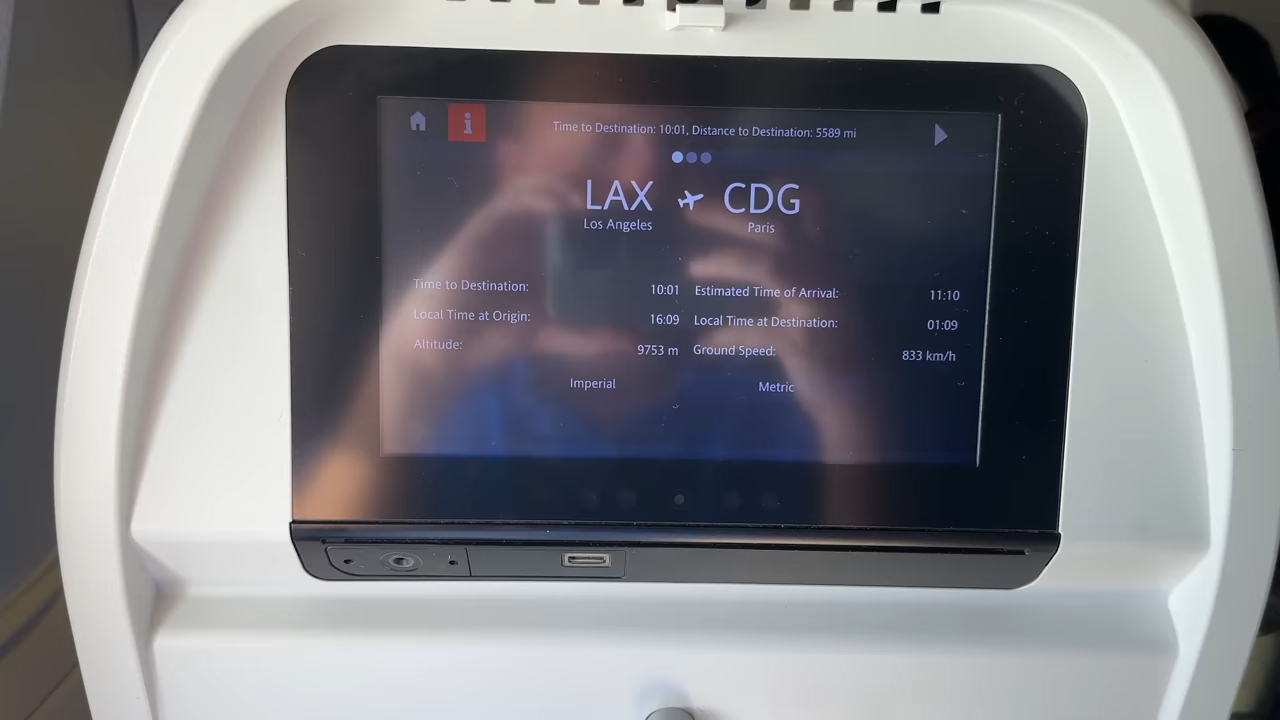 i Time to Destination: 10:01, Distance to Destination: 5589 mi
LAX CDG
Los Angeles Paris
Time to Destination: 10:01 Estimated Time of Arrival: 11:10
Local Time at Origin: 16:09 Local Time at Destination: 01:09
Altitude: 9753 m Ground Speed: 833 km/h
Imperial Metric